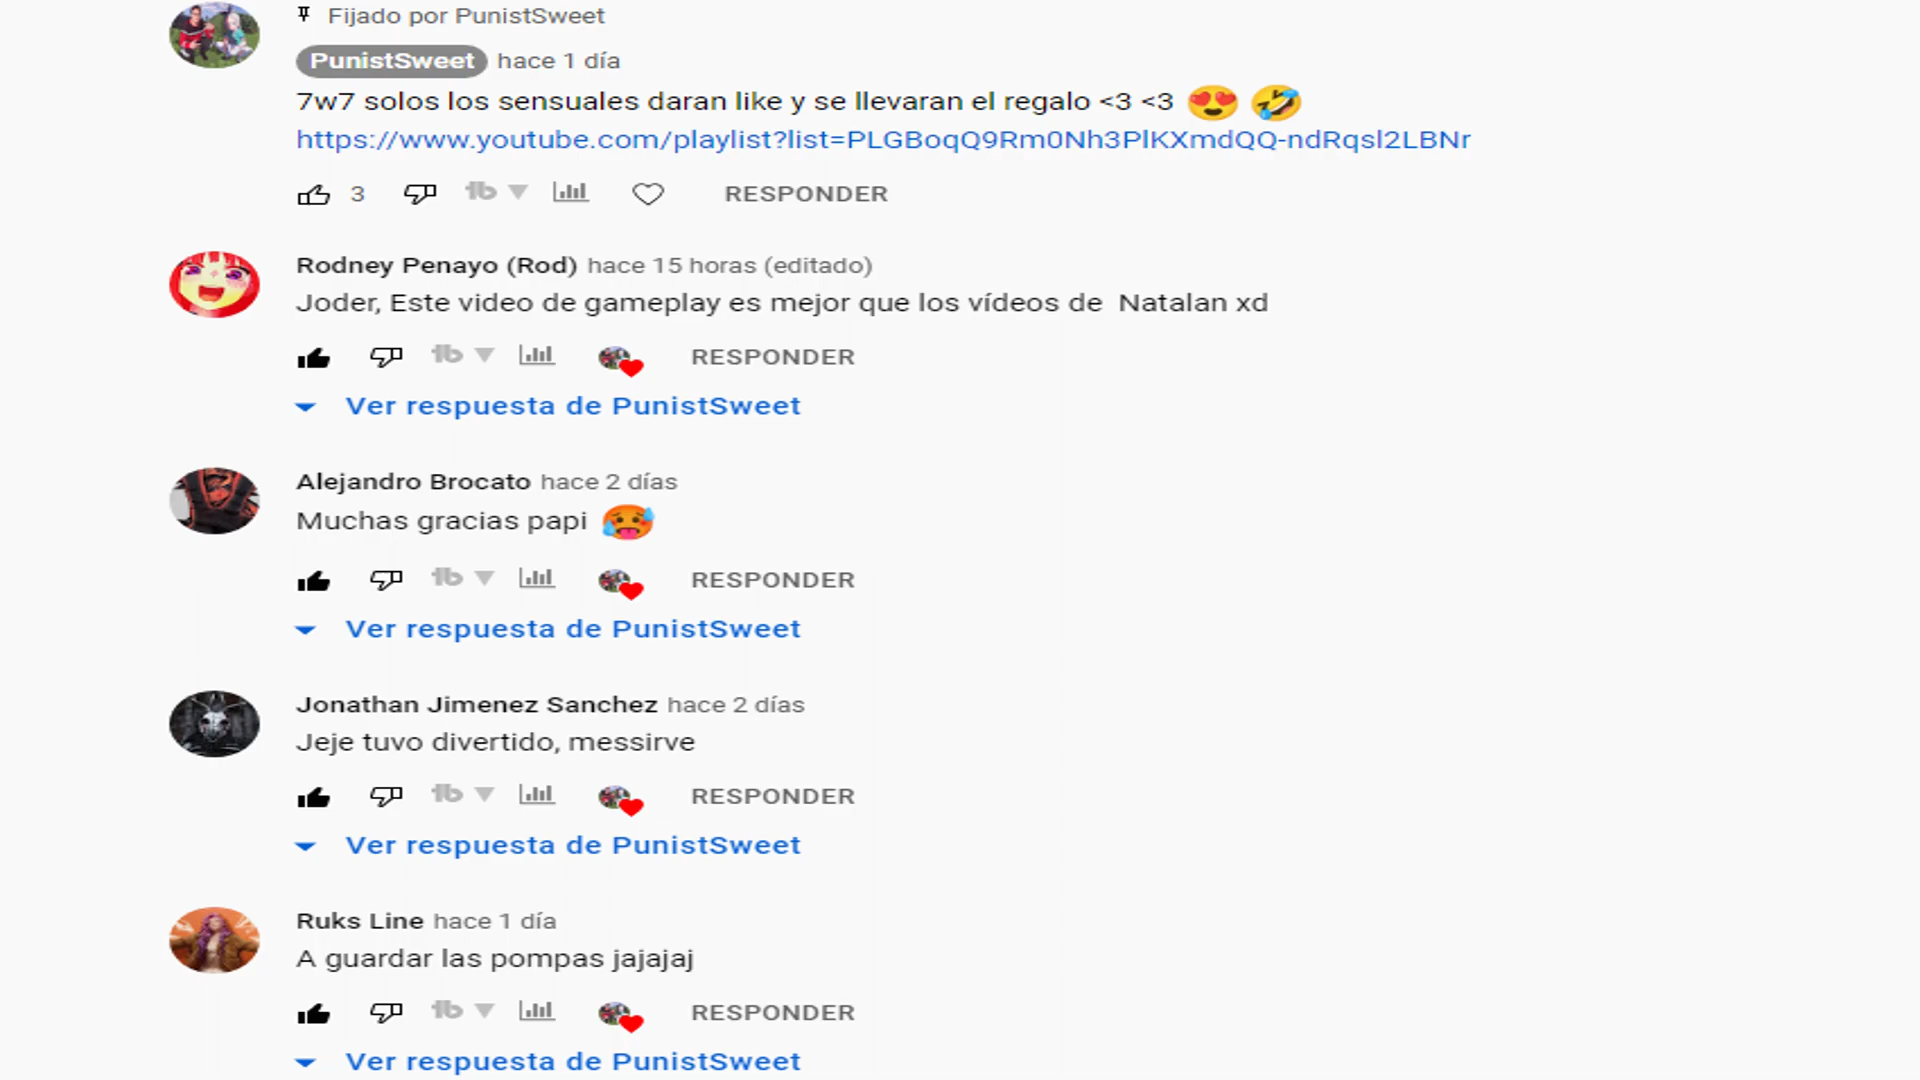 Fijado por PunistSweet
PunistSweet hace 1 día
7w7 solos los sensuales daran like y se llevaran el regalo <3 <3 😍 🤣
https://www.youtube.com/playlist?list=PLGBoqQ9Rm0Nh3PlKXmdQQ-ndRqsl2LBNr
3 RESPONDER
Rodney Penayo (Rod) hace 15 horas (editado)
Joder, Este video de gameplay es mejor que los vídeos de Natalan xd
RESPONDER
Ver respuesta de PunistSweet
Alejandro Brocato hace 2 días
Muchas gracias papi 🥵
RESPONDER
Ver respuesta de PunistSweet
Jonathan Jimenez Sanchez hace 2 días
Jeje tuvo divertido, messirve
RESPONDER
Ver respuesta de PunistSweet
Ruks Line hace 1 día
A guardar las pompas jajajaj
RESPONDER
Ver respuesta de PunistSweet